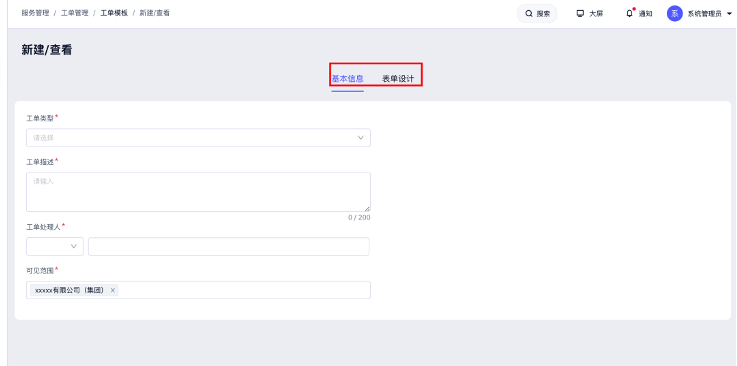 服务管理 / 工单管理 / 工单模板 / 新建/查看
搜索 大屏 通知 系 系统管理员
新建/查看
基本信息 表单设计
工单类型*
请选择
工单描述*
请输入
0 / 200
工单处理人*
可见范围*
xxxxx有限公司（集团） ×